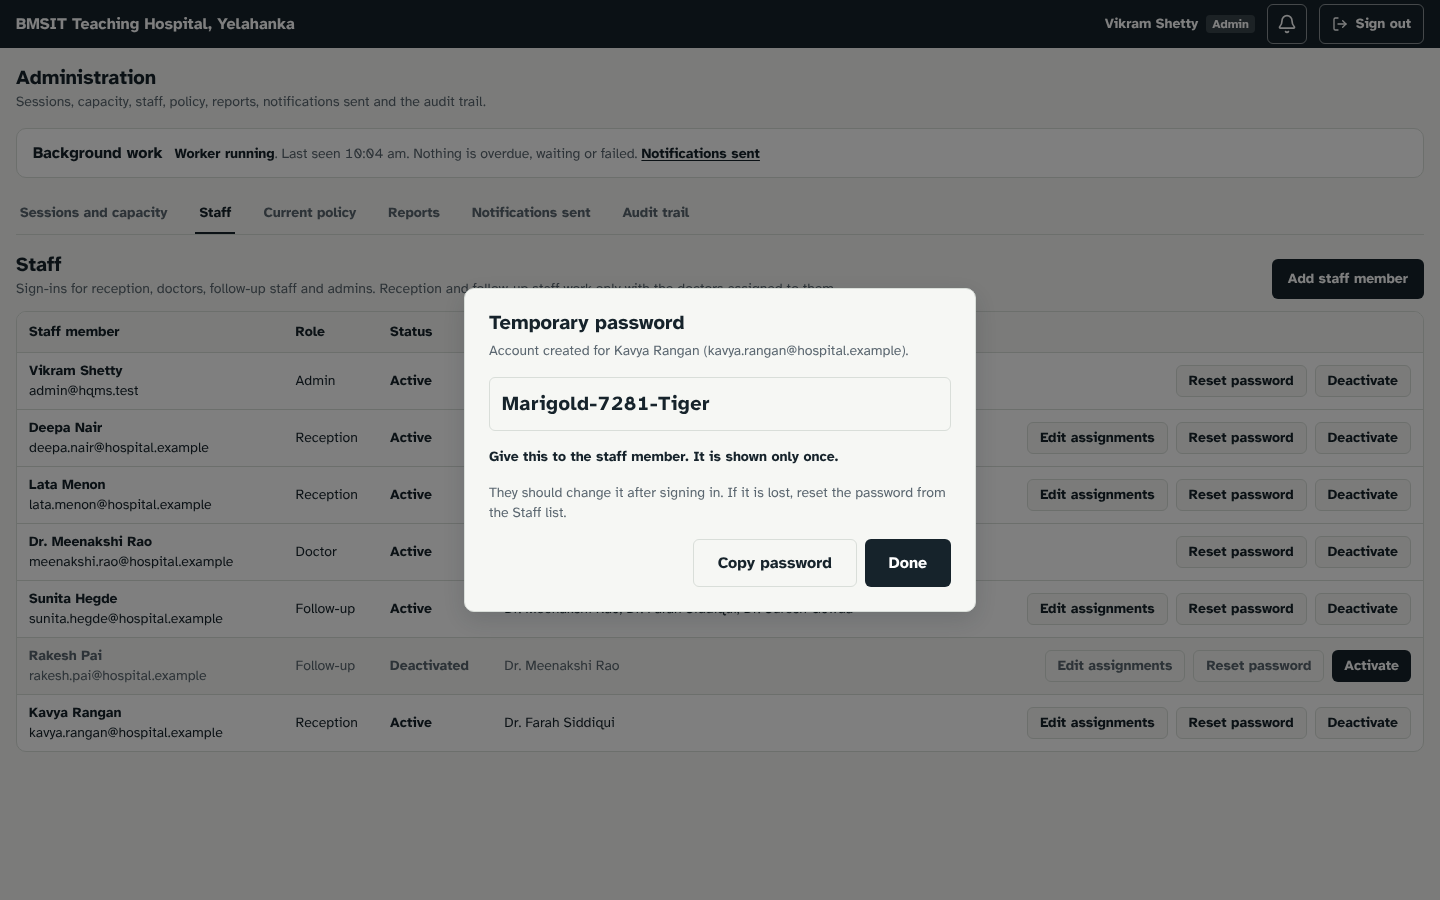 BMSIT Teaching Hospital, Yelahanka
Vikram Shetty Admin Sign out
Administration
Sessions, capacity, staff, policy, reports, notifications sent and the audit trail.
Background work Worker running. Last seen 10:04 am. Nothing is overdue, waiting or failed. Notifications sent
Sessions and capacity Staff Current policy Reports Notifications sent Audit trail
Staff
Sign-ins for reception, doctors, follow-up staff and admins. Reception and follow-up staff work only with the doctors assigned to them.
Add staff member
Staff member Role Status
Vikram Shetty
admin@hqms.test
Admin Active Reset password Deactivate
Deepa Nair
deepa.nair@hospital.example
Reception Active Edit assignments Reset password Deactivate
Lata Menon
lata.menon@hospital.example
Reception Active Edit assignments Reset password Deactivate
Dr. Meenakshi Rao
meenakshi.rao@hospital.example
Doctor Active Reset password Deactivate
Sunita Hegde
sunita.hegde@hospital.example
Follow-up Active Edit assignments Reset password Deactivate
Rakesh Pai
rakesh.pai@hospital.example
Follow-up Deactivated Dr. Meenakshi Rao Edit assignments Reset password Activate
Kavya Rangan
kavya.rangan@hospital.example
Reception Active Dr. Farah Siddiqui Edit assignments Reset password Deactivate
Temporary password
Account created for Kavya Rangan (kavya.rangan@hospital.example).
Marigold-7281-Tiger
Give this to the staff member. It is shown only once.
They should change it after signing in. If it is lost, reset the password from
the Staff list.
Copy password Done